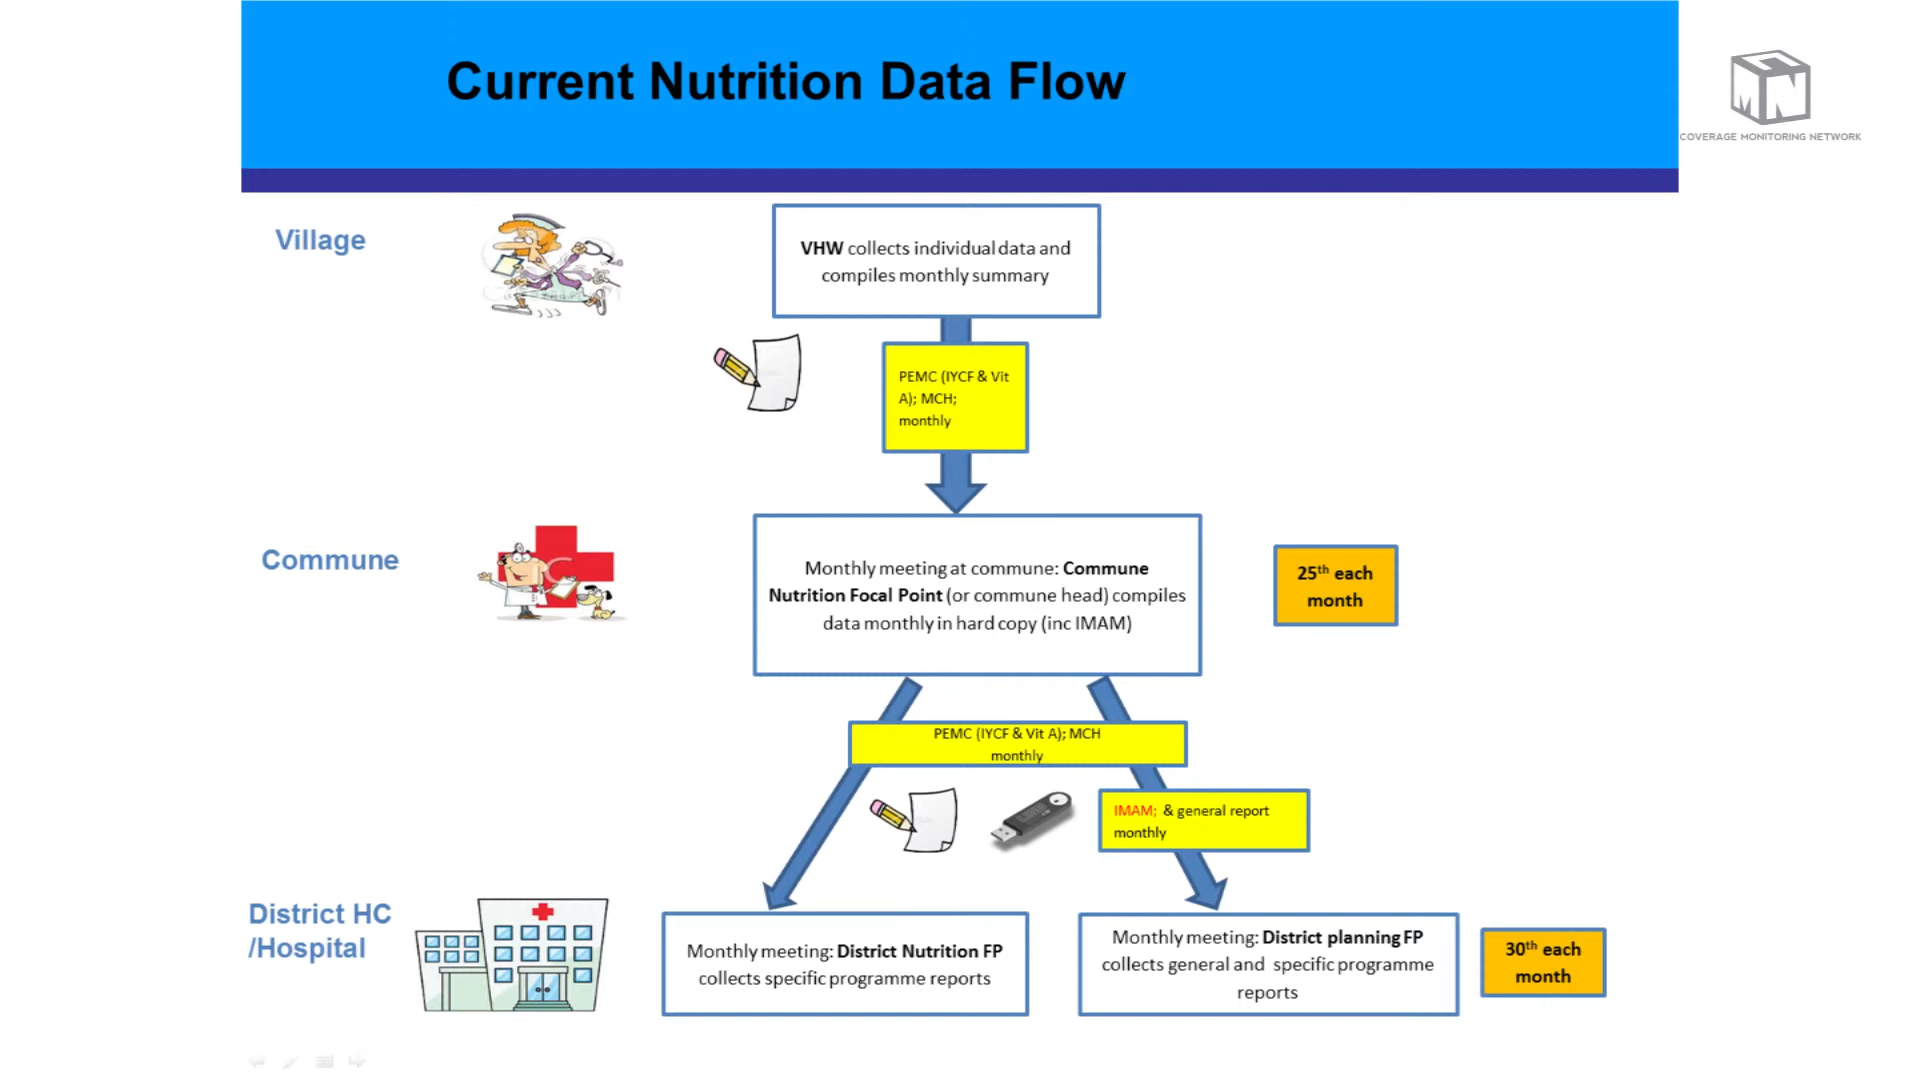 Current Nutrition Data Flow
COVERAGE MONITORING NETWORK
Village
VHW collects individual data and
compiles monthly summary
PEMC (IYCF & Vit
A); MCH;
monthly
Commune
Monthly meeting at commune: Commune
Nutrition Focal Point (or commune head) compiles
data monthly in hard copy (inc IMAM)
25th each
month
PEMC (IYCF & Vit A); MCH
monthly
IMAM; & general report
monthly
District HC
/Hospital
Monthly meeting: District Nutrition FP
collects specific programme reports
Monthly meeting: District planning FP
collects general and specific programme
reports
30th each
month